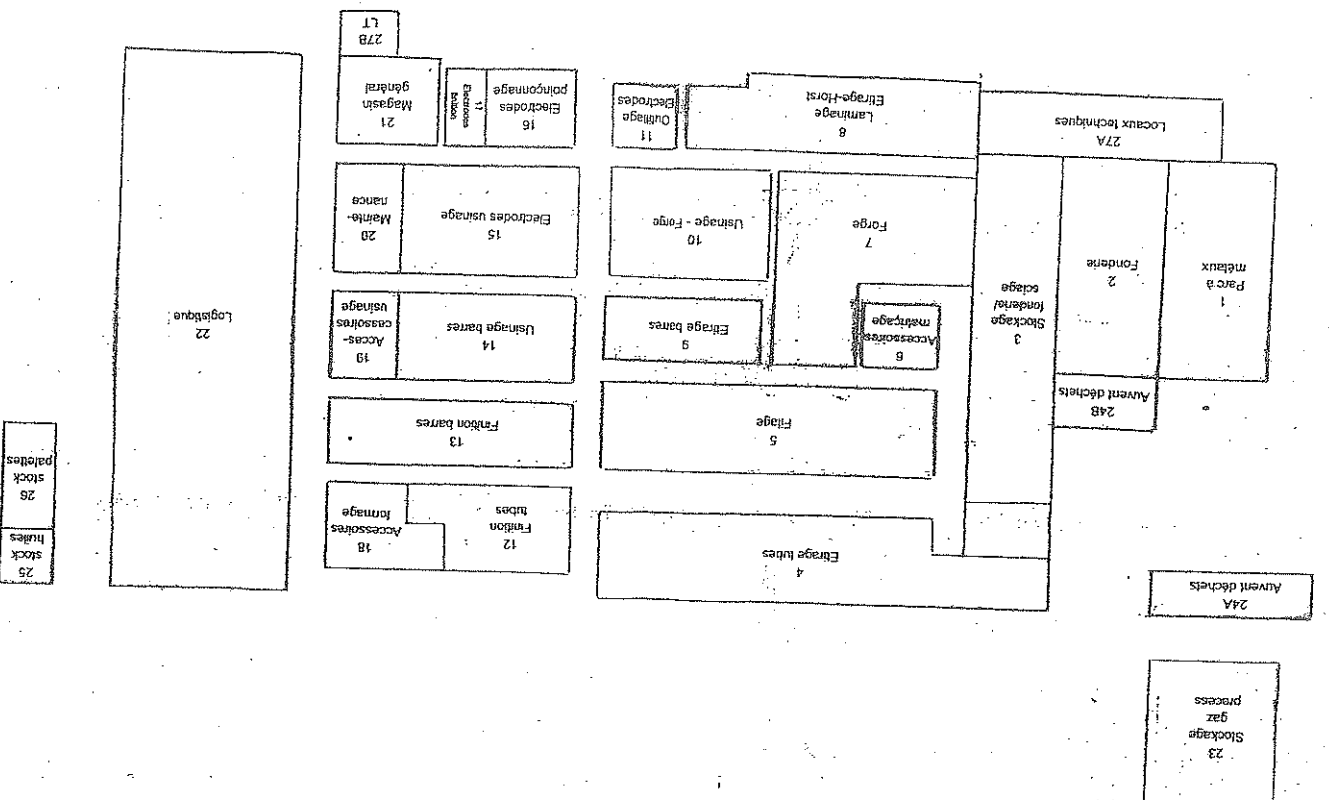 23
Stockage
gaz
process
24A
Auvent déchets
4
Etirage tubes
12
Finition
tubes
18
Accessoires
formage
25
stock
huiles
26
stock
palettes
24B
Auvent déchets
5
Filage
13
Finition barres
1
Parc à
métaux
2
Fonderie
3
Stockage
fonderie/
sciage
6
Accessoires
matriçage
9
Etirage barres
14
Usinage barres
19
Acces-
cassoires
usinage
22
Logistique
7
Forge
10
Usinage - Forge
15
Electrodes usinage
20
Mainte-
nance
27A
Locaux techniques
8
Laminage
Etirage-Horst
11
Outillage
Electrodes
16
Electrodes
poinçonnage
17
Electrodes
21
Magasin
général
27B
LT